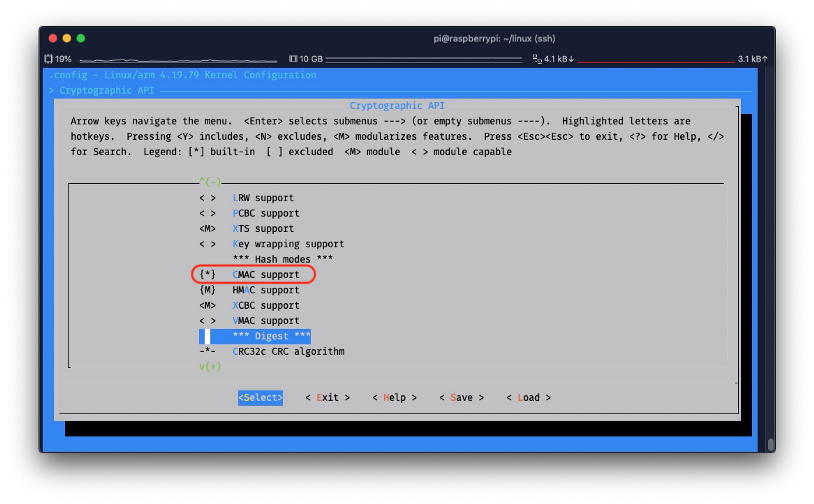 pi@raspberrypi: ~/linux (ssh)
19% 10 GB 4.1 kB↓ 3.1 kB↑
.config - Linux/arm 4.19.79 Kernel Configuration
> Cryptographic API
Cryptographic API
Arrow keys navigate the menu.  <Enter> selects submenus ---> (or empty submenus ----).  Highlighted letters are
hotkeys.  Pressing <Y> includes, <N> excludes, <M> modularizes features.  Press <Esc><Esc> to exit, <?> for Help, </>
for Search.  Legend: [*] built-in  [ ] excluded  <M> module  < > module capable
^(-)
< >  LRW support
< >  PCBC support
<M>  XTS support
< >  Key wrapping support
*** Hash modes ***
{*}  CMAC support
{M}  HMAC support
<M>  XCBC support
< >  VMAC support
*** Digest ***
-*-  CRC32c CRC algorithm
v(+)
<Select>    < Exit >    < Help >    < Save >    < Load >